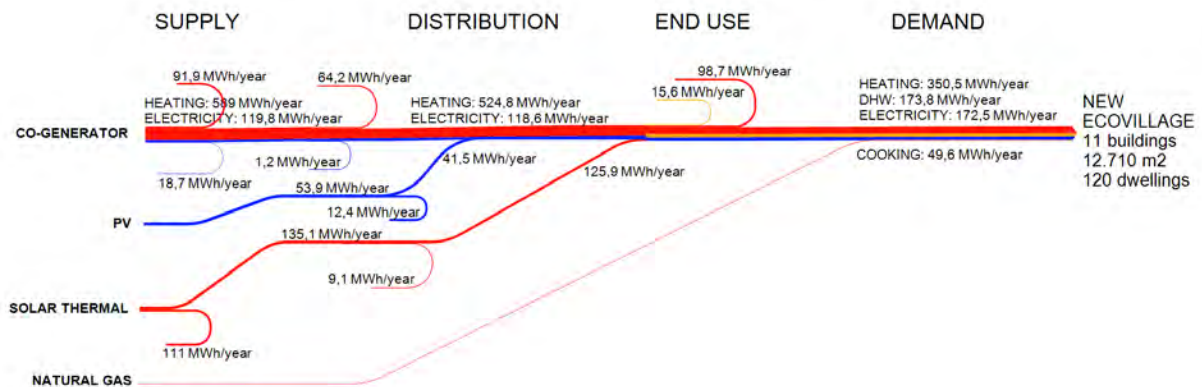 SUPPLY
DISTRIBUTION
END USE
DEMAND
91,9 MWh/year
64,2 MWh/year
98,7 MWh/year
15,6 MWh/year
HEATING: 589 MWh/year
ELECTRICITY: 119,8 MWh/year
HEATING: 524,8 MWh/year
ELECTRICITY: 118,6 MWh/year
HEATING: 350,5 MWh/year
DHW: 173,8 MWh/year
ELECTRICITY: 172,5 MWh/year
COOKING: 49,6 MWh/year
NEW
ECOVILLAGE
11 buildings
12.710 m2
120 dwellings
CO-GENERATOR
18,7 MWh/year
1,2 MWh/year
41,5 MWh/year
125,9 MWh/year
53,9 MWh/year
12,4 MWh/year
PV
135,1 MWh/year
9,1 MWh/year
SOLAR THERMAL
111 MWh/year
NATURAL GAS